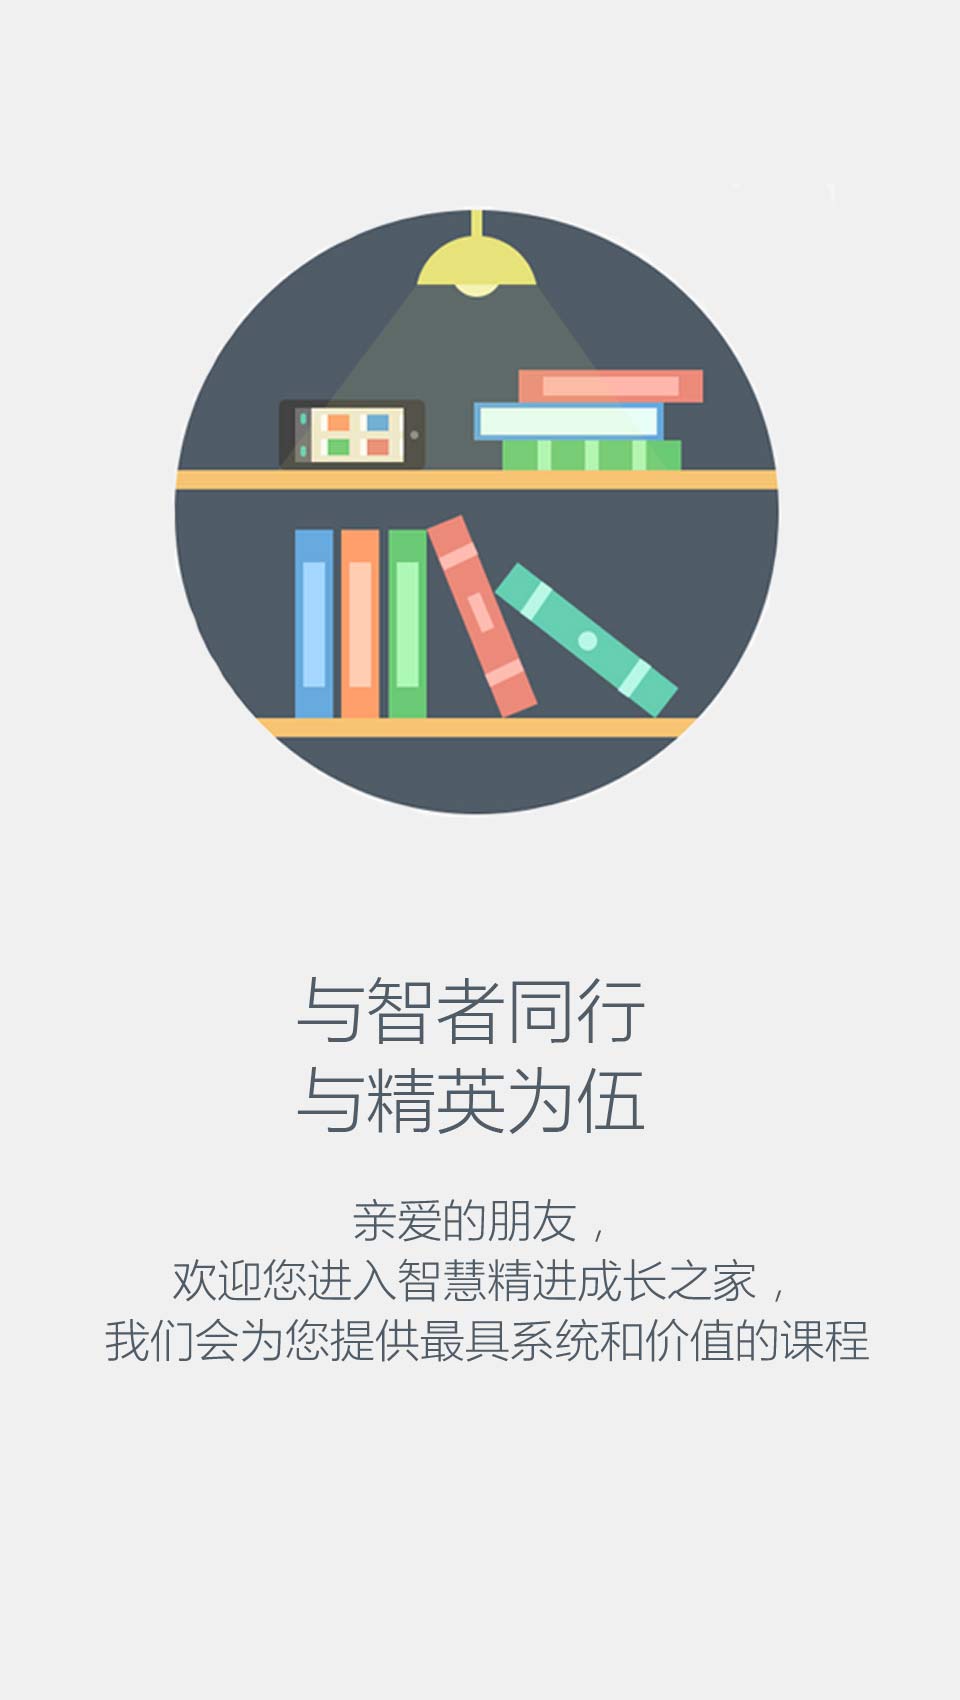 与智者同行
与精英为伍
亲爱的朋友，
欢迎您进入智慧精进成长之家，
我们会为您提供最具系统和价值的课程